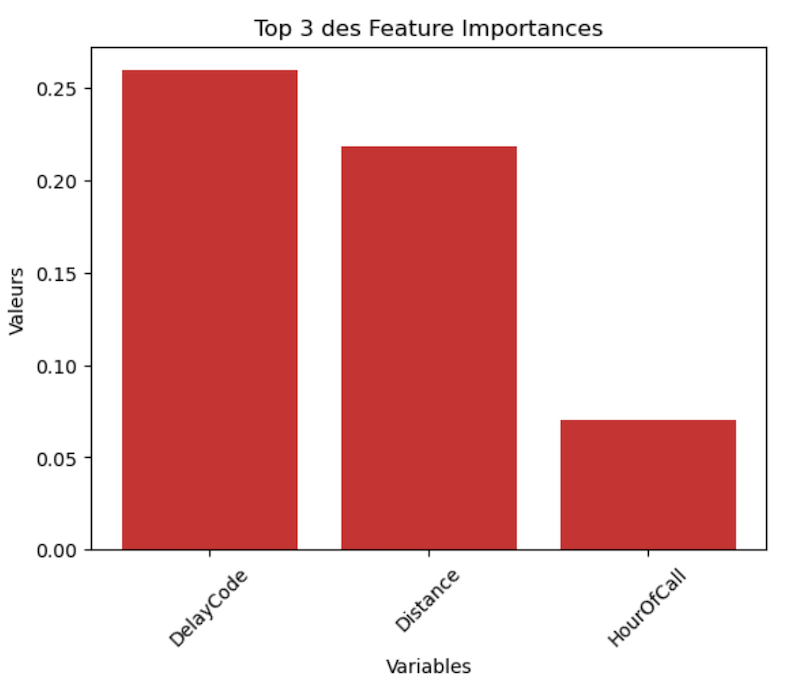 Top 3 des Feature Importances
Valeurs
0.25
0.20
0.15
0.10
0.05
0.00
DelayCode
Distance
HourOfCall
Variables